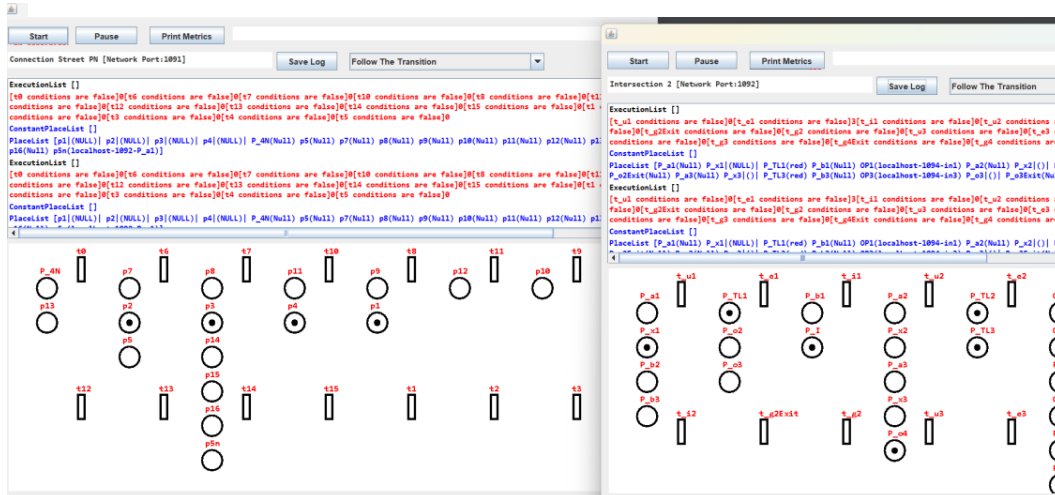 Start Pause Print Metrics
Connection Street PN [Network Port:1091] Save Log Follow The Transition
ExecutionList []
[t0 conditions are false]0[t6 conditions are false]0[t7 conditions are false]0[t10 conditions are false]0[t8 conditions are false]0[t11
conditions are false]0[t12 conditions are false]0[t13 conditions are false]0[t14 conditions are false]0[t15 conditions are false]0[t1 c
conditions are false]0[t3 conditions are false]0[t4 conditions are false]0[t5 conditions are false]0
ConstantPlaceList []
PlaceList [p1|(NULL)| p2|(NULL)| p3|(NULL)| p4|(NULL)| P_4N(Null) p5(Null) p7(Null) p8(Null) p9(Null) p10(Null) p11(Null) p12(Null) p1
p16(Null) p5n(localhost-1092-P_a1)]
ExecutionList []
[t0 conditions are false]0[t6 conditions are false]0[t7 conditions are false]0[t10 conditions are false]0[t8 conditions are false]0[t11
conditions are false]0[t12 conditions are false]0[t13 conditions are false]0[t14 conditions are false]0[t15 conditions are false]0[t1 c
conditions are false]0[t3 conditions are false]0[t4 conditions are false]0[t5 conditions are false]0
ConstantPlaceList []
PlaceList [p1|(NULL)| p2|(NULL)| p3|(NULL)| p4|(NULL)| P_4N(Null) p5(Null) p7(Null) p8(Null) p9(Null) p10(Null) p11(Null) p12(Null) p1
t0 t6 t7 t10 t8 t11 t9
P_4N p7 p8 p11 p9 p12 p10
p13 p2 p3 p4 p1
p5 p14
p15
t12 t13 t14 t15 t1 t2 t3
p16
p5n
Start Pause Print Metrics
Intersection 2 [Network Port:1092] Save Log Follow The Transition
ExecutionList []
[t_u1 conditions are false]0[t_e1 conditions are false]3[t_i1 conditions are false]0[t_u2 conditions
false]0[t_g2Exit conditions are false]0[t_g2 conditions are false]0[t_u3 conditions are false]0[t_e3
conditions are false]0[t_g3 conditions are false]0[t_g4Exit conditions are false]0[t_g4 conditions are
ConstantPlaceList []
PlaceList [P_a1(Null) P_x1|(NULL)| P_TL1(red) P_b1(Null) OP1(localhost-1094-in1) P_a2(Null) P_x2|()|
P_o2Exit(Null) P_a3(Null) P_x3|()| P_TL3(red) P_b3(Null) OP3(localhost-1094-in3) P_o3|()| P_o3Exit(Nu
ExecutionList []
[t_u1 conditions are false]0[t_e1 conditions are false]3[t_i1 conditions are false]0[t_u2 conditions
false]0[t_g2Exit conditions are false]0[t_g2 conditions are false]0[t_u3 conditions are false]0[t_e3
conditions are false]0[t_g3 conditions are false]0[t_g4Exit conditions are false]0[t_g4 conditions are
ConstantPlaceList []
PlaceList [P_a1(Null) P_x1|(NULL)| P_TL1(red) P_b1(Null) OP1(localhost-1094-in1) P_a2(Null) P_x2|()|
t_u1 t_e1 t_i1 t_u2 t_e2
P_a1 P_TL1 P_b1 P_a2 P_TL2
P_x1 P_o2 P_I P_x2 P_TL3
P_b2 P_o3 P_a3
P_b3 P_x3
t_i2 t_g2Exit t_g2 t_u3 t_e3
P_o4